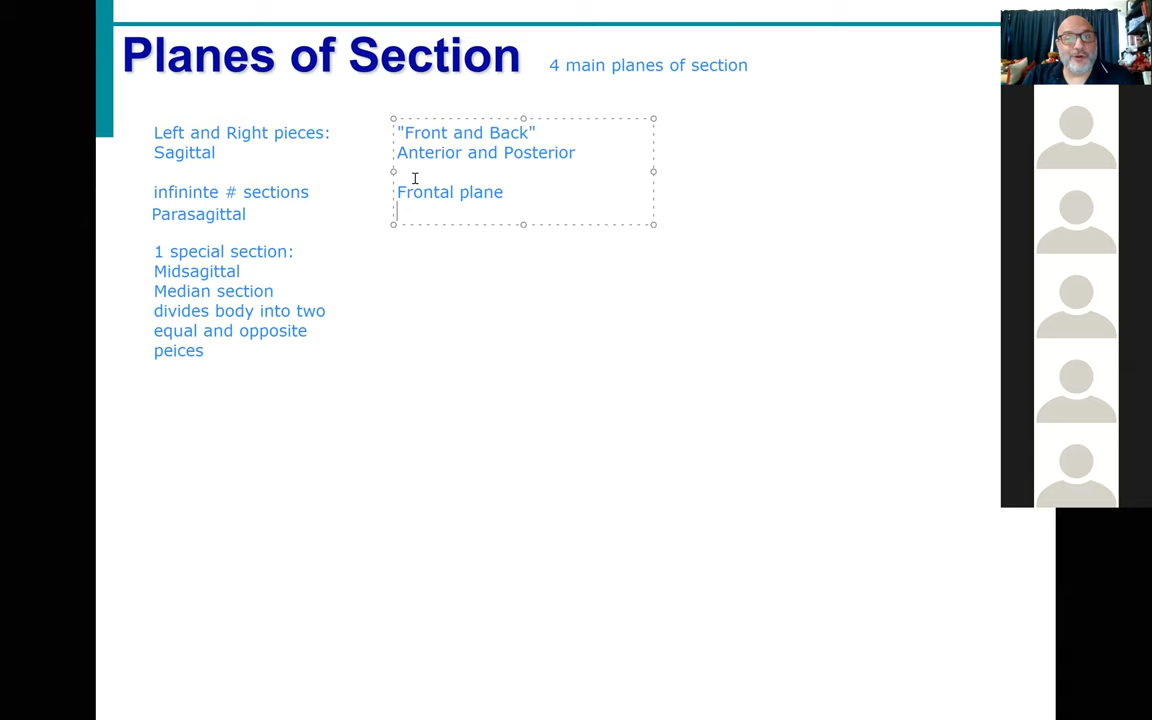 Planes of Section
4 main planes of section
Left and Right pieces:
Sagittal
infininte # sections
Parasagittal
1 special section:
Midsagittal
Median section
divides body into two
equal and opposite
peices
"Front and Back"
Anterior and Posterior
Frontal plane